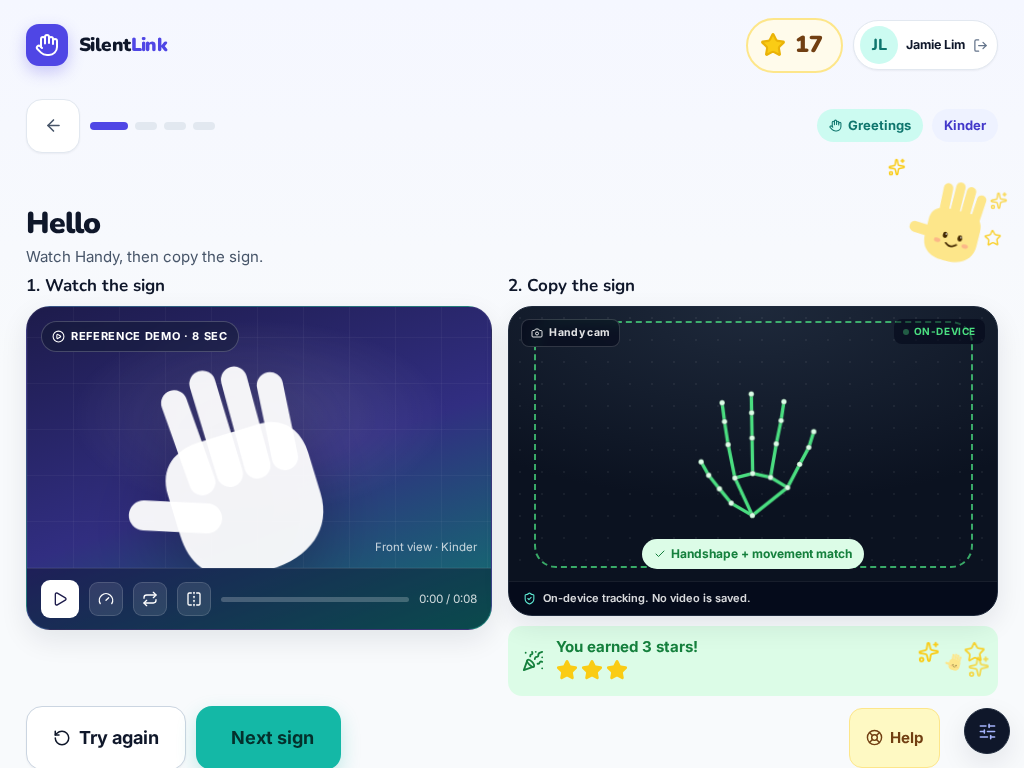 SilentLink
17
JL
Jamie Lim
Greetings
Kinder
Hello
Watch Handy, then copy the sign.
1. Watch the sign
REFERENCE DEMO · 8 SEC
Front view · Kinder
0:00 / 0:08
2. Copy the sign
Handy cam
ON-DEVICE
Handshape + movement match
On-device tracking. No video is saved.
You earned 3 stars!
Try again
Next sign
Help